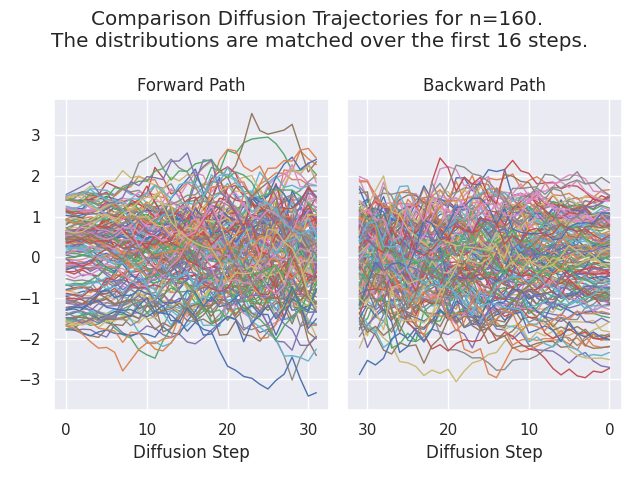 Comparison Diffusion Trajectories for n=160.
The distributions are matched over the first 16 steps.
Forward Path
Backward Path
3
2
1
0
−1
−2
−3
0 10 20 30
30 20 10 0
Diffusion Step
Diffusion Step